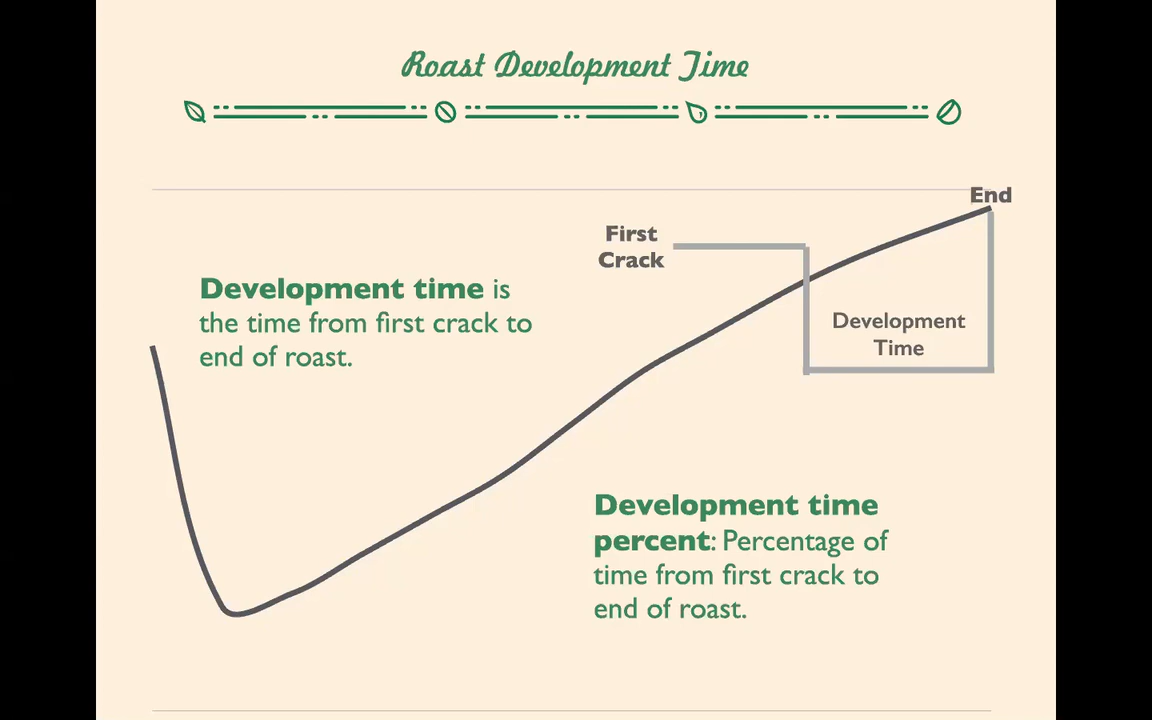 Roast Development Time
End
First
Crack
Development time is
the time from first crack to
end of roast.
Development
Time
Development time
percent: Percentage of
time from first crack to
end of roast.